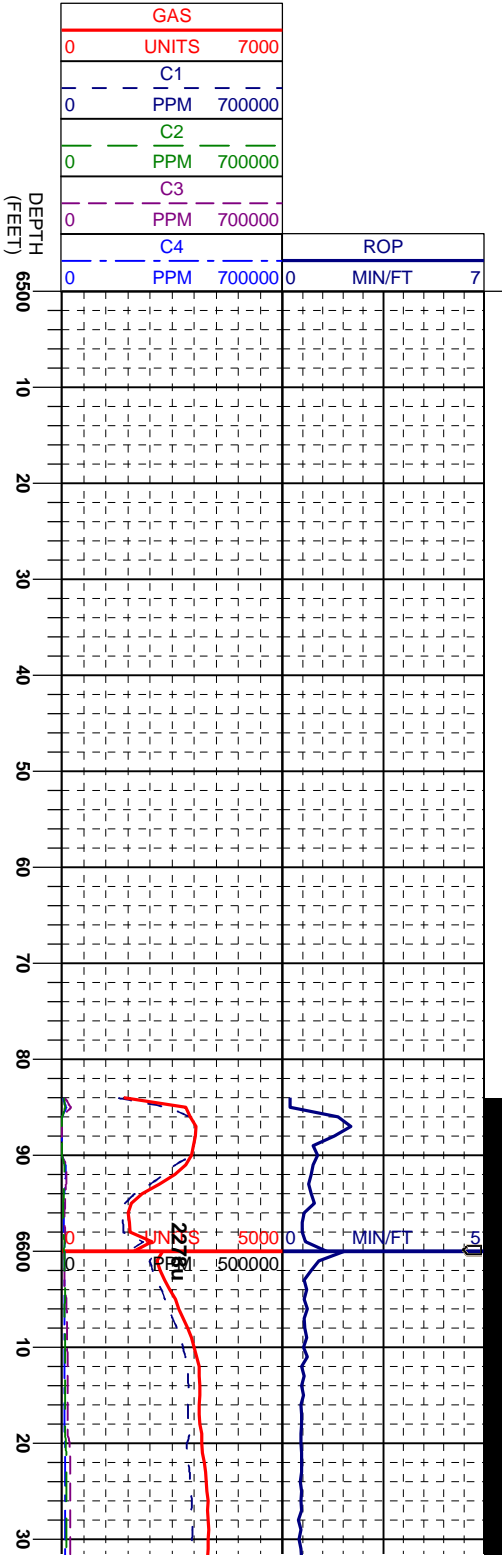 GAS
0 UNITS 7000
C1
0 PPM 700000
C2
0 PPM 700000
C3
0 PPM 700000
C4
0 PPM 700000
ROP
0 MIN/FT 7
DEPTH
(FEET)
6500
10
20
30
40
50
60
70
80
90
0 UNITS 5000
0 MIN/FT 5
6600
0 PPM 500000
2278u
10
20
30